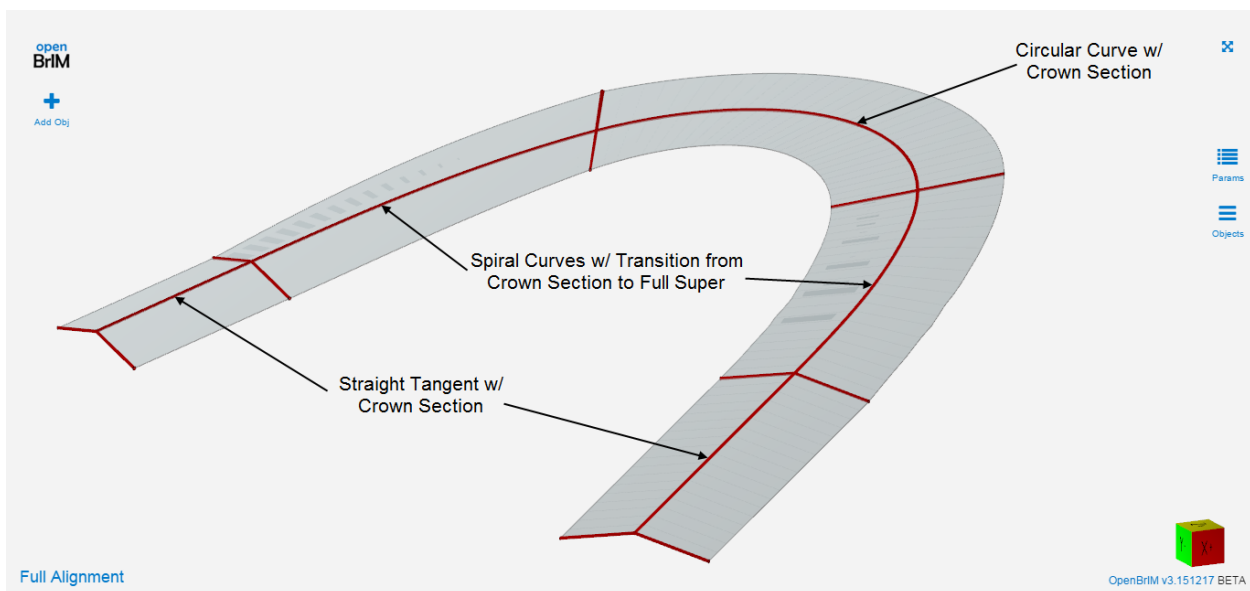 open
BrIM
Add Obj
Circular Curve w/
Crown Section
Params
Objects
Spiral Curves w/ Transition from
Crown Section to Full Super
Straight Tangent w/
Crown Section
Y-
X+
Full Alignment
OpenBrIM v3.151217 BETA